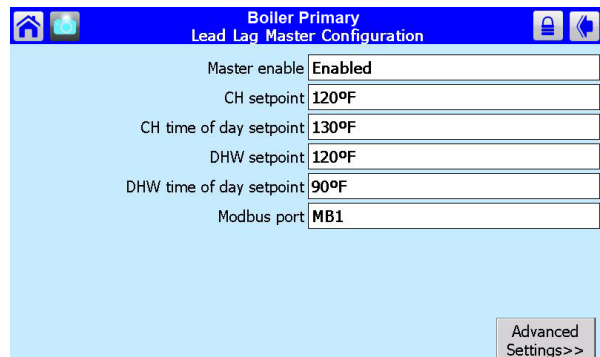 Boiler Primary
Lead Lag Master Configuration
Master enable Enabled
CH setpoint 120ºF
CH time of day setpoint 130ºF
DHW setpoint 120ºF
DHW time of day setpoint 90ºF
Modbus port MB1
Advanced
Settings>>